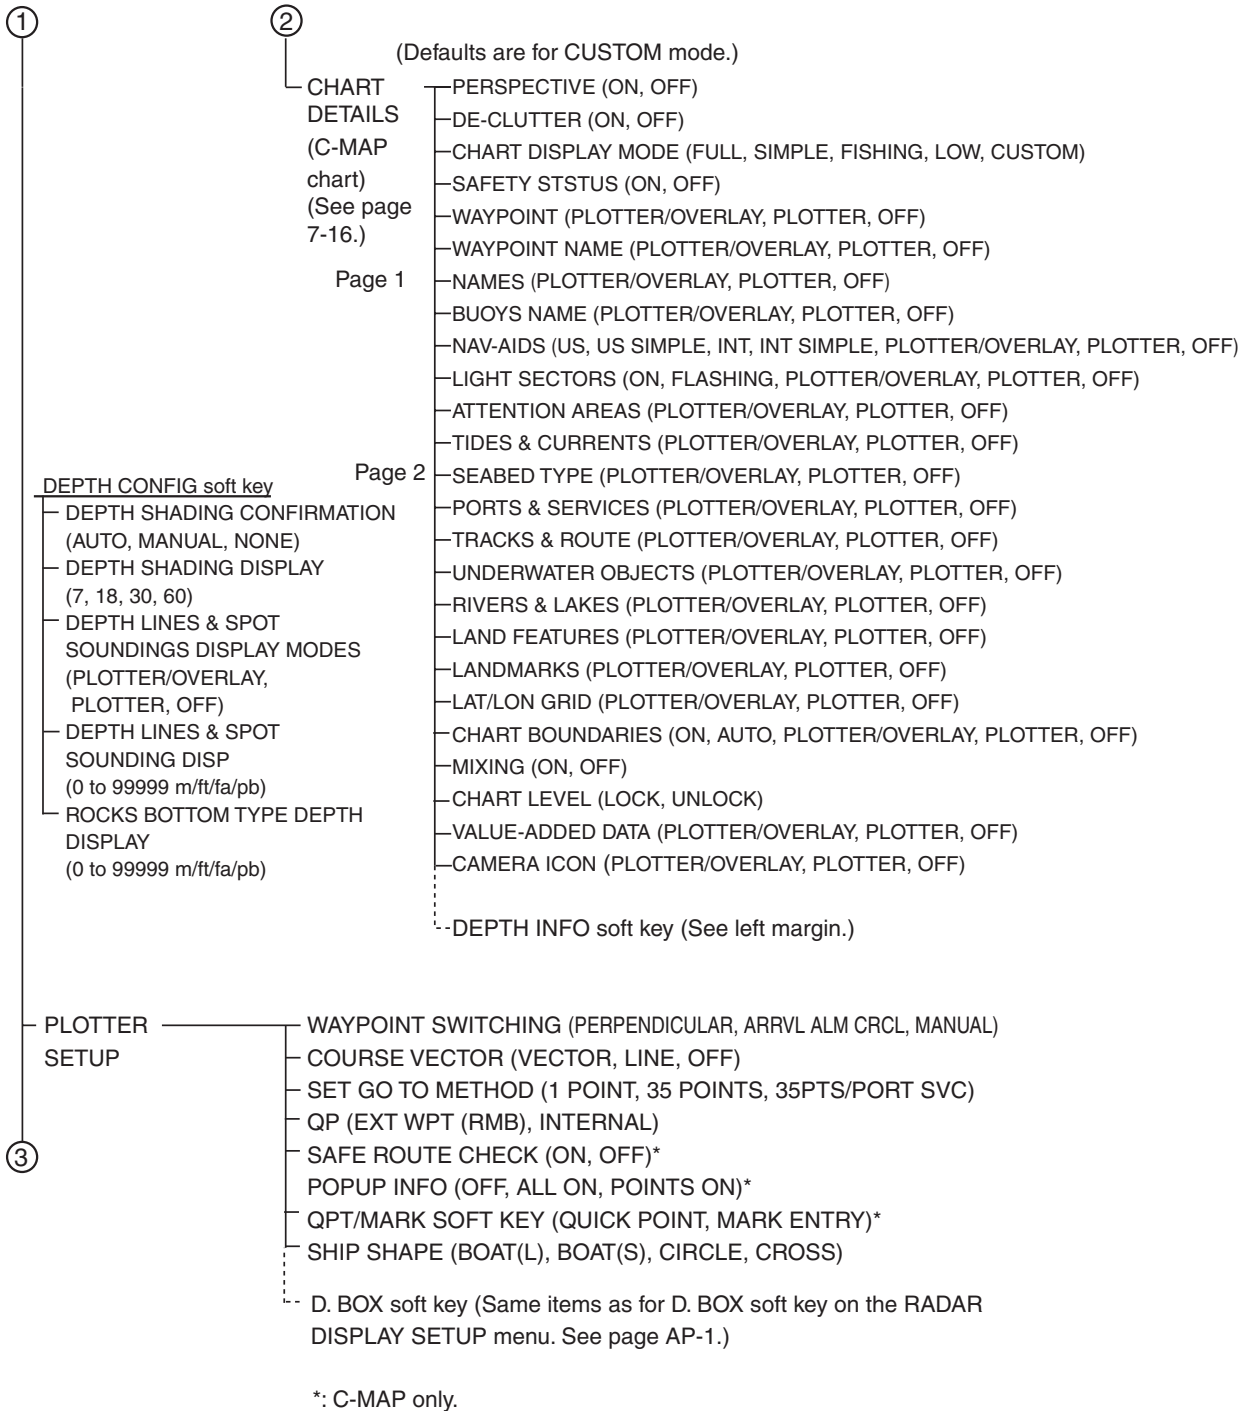 1
2
(Defaults are for CUSTOM mode.)
CHART
DETAILS
(C-MAP
chart)
(See page
7-16.)
Page 1
PERSPECTIVE (ON, OFF)
DE-CLUTTER (ON, OFF)
CHART DISPLAY MODE (FULL, SIMPLE, FISHING, LOW, CUSTOM)
SAFETY STSTUS (ON, OFF)
WAYPOINT (PLOTTER/OVERLAY, PLOTTER, OFF)
WAYPOINT NAME (PLOTTER/OVERLAY, PLOTTER, OFF)
NAMES (PLOTTER/OVERLAY, PLOTTER, OFF)
BUOYS NAME (PLOTTER/OVERLAY, PLOTTER, OFF)
NAV-AIDS (US, US SIMPLE, INT, INT SIMPLE, PLOTTER/OVERLAY, PLOTTER, OFF)
LIGHT SECTORS (ON, FLASHING, PLOTTER/OVERLAY, PLOTTER, OFF)
ATTENTION AREAS (PLOTTER/OVERLAY, PLOTTER, OFF)
TIDES & CURRENTS (PLOTTER/OVERLAY, PLOTTER, OFF)
Page 2
SEABED TYPE (PLOTTER/OVERLAY, PLOTTER, OFF)
PORTS & SERVICES (PLOTTER/OVERLAY, PLOTTER, OFF)
TRACKS & ROUTE (PLOTTER/OVERLAY, PLOTTER, OFF)
UNDERWATER OBJECTS (PLOTTER/OVERLAY, PLOTTER, OFF)
RIVERS & LAKES (PLOTTER/OVERLAY, PLOTTER, OFF)
LAND FEATURES (PLOTTER/OVERLAY, PLOTTER, OFF)
LANDMARKS (PLOTTER/OVERLAY, PLOTTER, OFF)
LAT/LON GRID (PLOTTER/OVERLAY, PLOTTER, OFF)
CHART BOUNDARIES (ON, AUTO, PLOTTER/OVERLAY, PLOTTER, OFF)
MIXING (ON, OFF)
CHART LEVEL (LOCK, UNLOCK)
VALUE-ADDED DATA (PLOTTER/OVERLAY, PLOTTER, OFF)
CAMERA ICON (PLOTTER/OVERLAY, PLOTTER, OFF)
DEPTH INFO soft key (See left margin.)
DEPTH CONFIG soft key
DEPTH SHADING CONFIRMATION
(AUTO, MANUAL, NONE)
DEPTH SHADING DISPLAY
(7, 18, 30, 60)
DEPTH LINES & SPOT
SOUNDINGS DISPLAY MODES
(PLOTTER/OVERLAY,
PLOTTER, OFF)
DEPTH LINES & SPOT
SOUNDING DISP
(0 to 99999 m/ft/fa/pb)
ROCKS BOTTOM TYPE DEPTH
DISPLAY
(0 to 99999 m/ft/fa/pb)
PLOTTER
SETUP
WAYPOINT SWITCHING (PERPENDICULAR, ARRVL ALM CRCL, MANUAL)
COURSE VECTOR (VECTOR, LINE, OFF)
SET GO TO METHOD (1 POINT, 35 POINTS, 35PTS/PORT SVC)
QP (EXT WPT (RMB), INTERNAL)
SAFE ROUTE CHECK (ON, OFF)*
POPUP INFO (OFF, ALL ON, POINTS ON)*
QPT/MARK SOFT KEY (QUICK POINT, MARK ENTRY)*
SHIP SHAPE (BOAT(L), BOAT(S), CIRCLE, CROSS)
D. BOX soft key (Same items as for D. BOX soft key on the RADAR
DISPLAY SETUP menu. See page AP-1.)
3
*: C-MAP only.